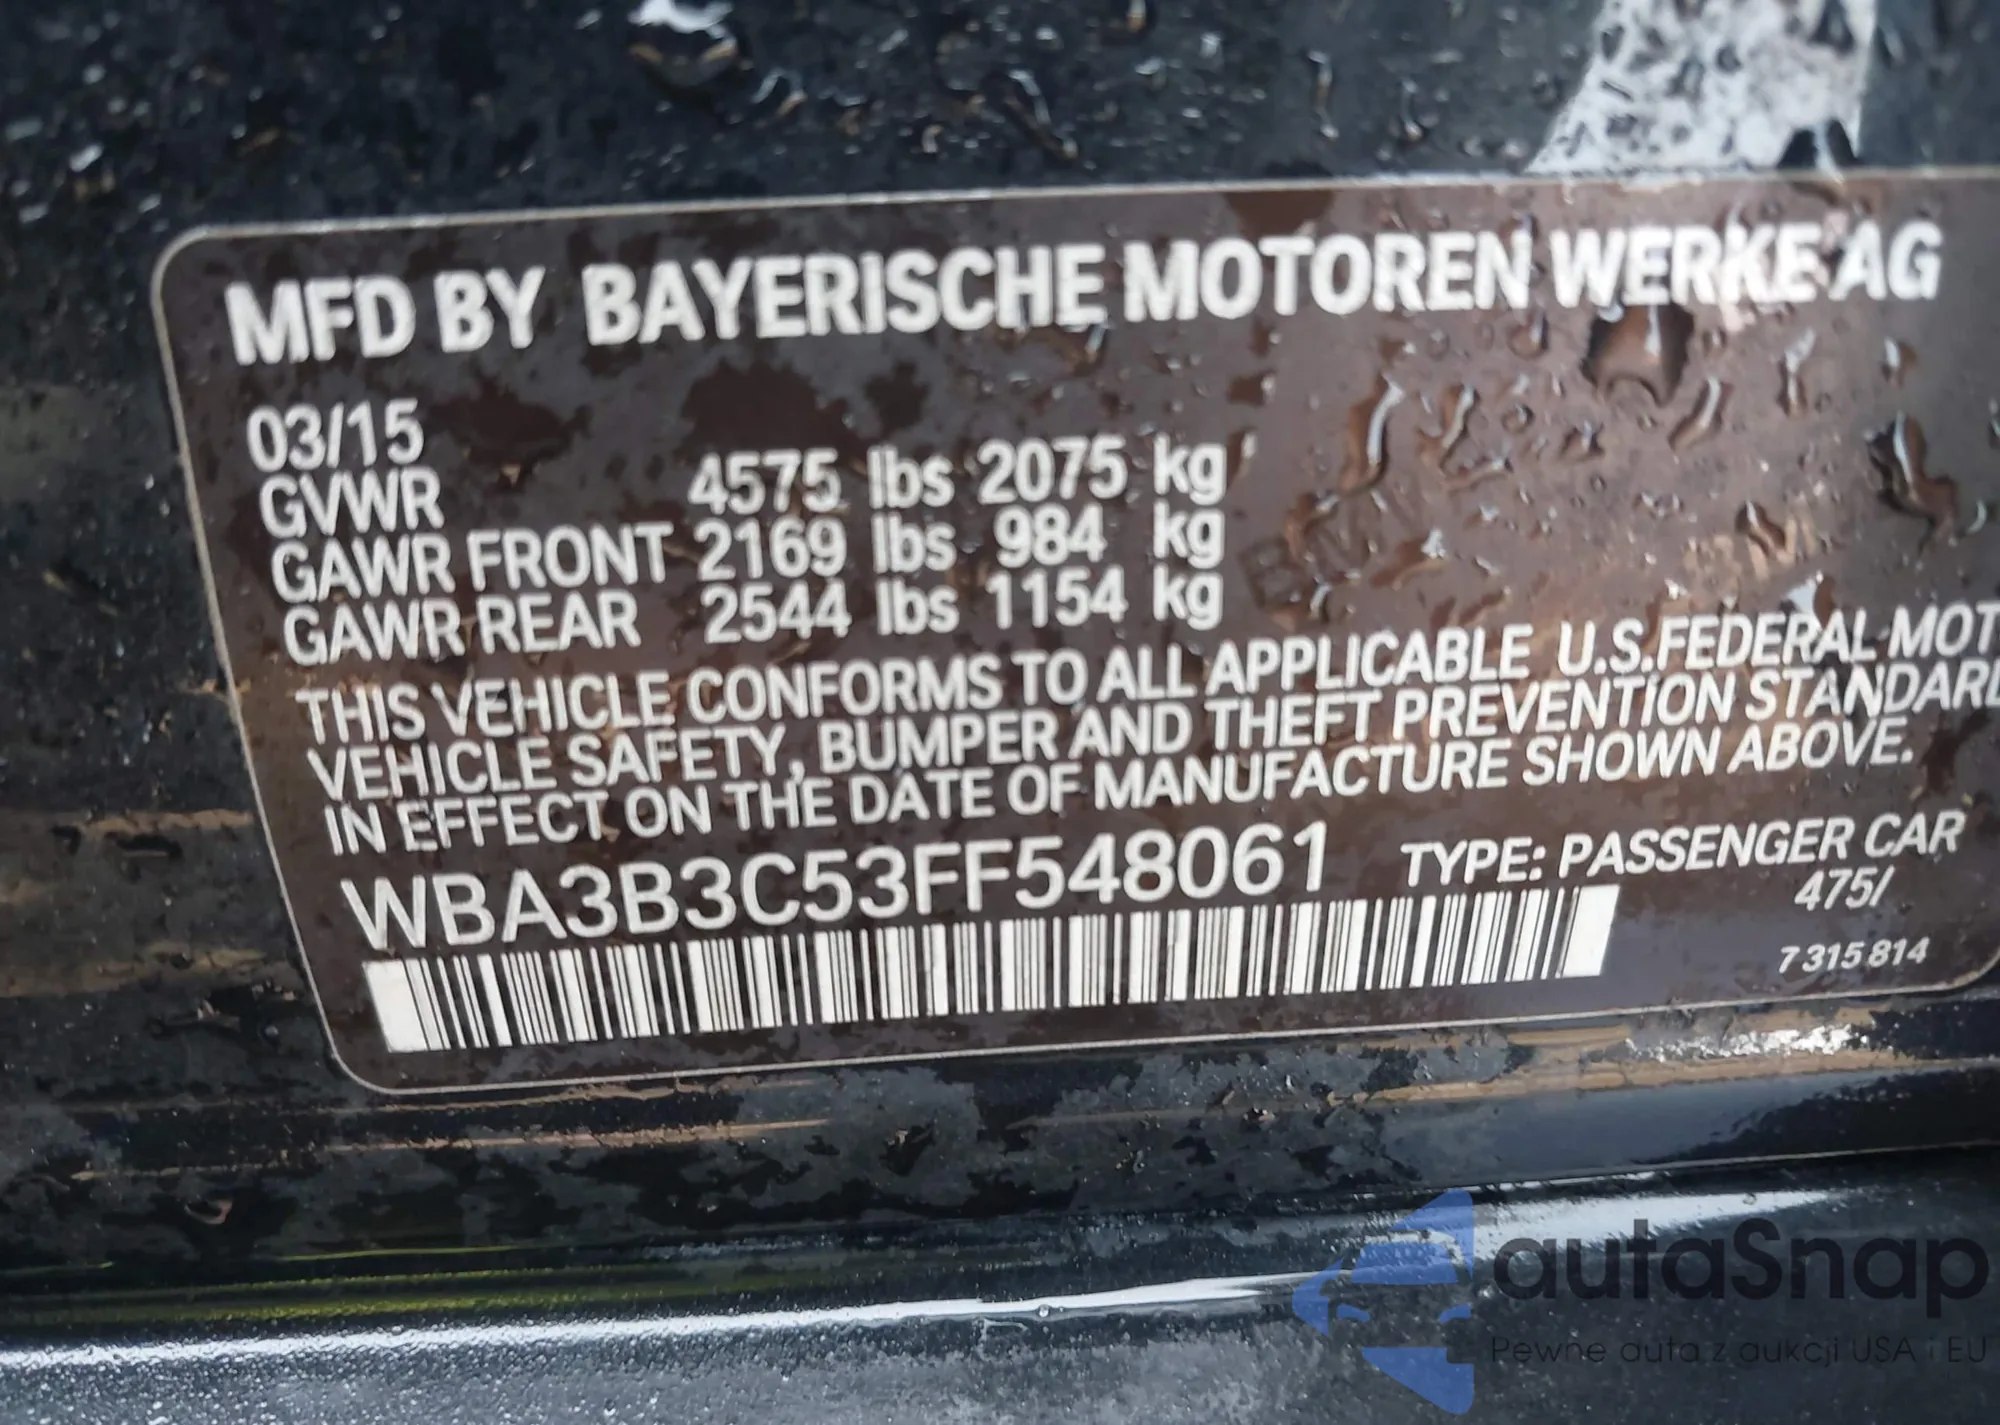 MFD BY BAYERISCHE MOTOREN WERKE AG
03/15
GVWR 4575 lbs 2075 kg
GAWR FRONT 2169 lbs 984 kg
GAWR REAR 2544 lbs 1154 kg
THIS VEHICLE CONFORMS TO ALL APPLICABLE U.S.FEDERAL MOT
VEHICLE SAFETY, BUMPER AND THEFT PREVENTION STANDARD
IN EFFECT ON THE DATE OF MANUFACTURE SHOWN ABOVE.
WBA3B3C53FF548061 TYPE: PASSENGER CAR
475/
7 315 814
autaSnap
Pewne auta z aukcji USA i EU